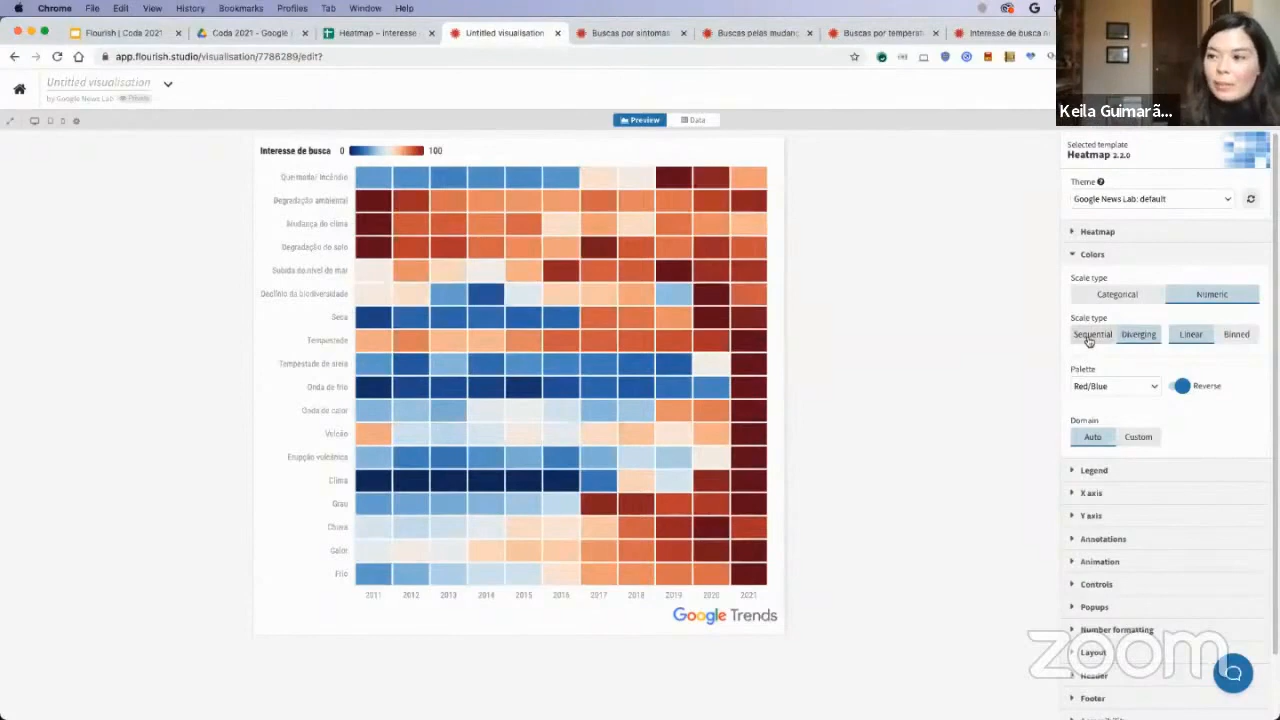 Chrome File Edit View History Bookmarks Profiles Tab Window Help
Flourish | Coda 2021 Coda 2021 - Google Heatmap – interesse Untitled visualisation Buscas por sintomas Buscas pelas mudanç Buscas por temperat Interesse de busca n
app.flourish.studio/visualisation/7786289/edit?
Untitled visualisation
by Google News Lab Private
Preview Data
Keila Guimarã...
Interesse de busca 0 100
Queimada/ Incêndio
Degradação ambiental
Mudança do clima
Degradação do solo
Subida do nível do mar
Declínio da biodiversidade
Seca
Tempestade
Tempestade de areia
Onda de frio
Onda de calor
Vulcão
Erupção vulcânica
Clima
Grau
Chuva
Calor
Frio
2011 2012 2013 2014 2015 2016 2017 2018 2019 2020 2021
Google Trends
Selected template
Heatmap 2.2.0
Theme
Google News Lab: default
Heatmap
Colors
Scale type
Categorical Numeric
Scale type
Sequential Diverging Linear Binned
Palette
Red/Blue Reverse
Domain
Auto Custom
Legend
X axis
Y axis
Annotations
Animation
Controls
Popups
Number formatting
Layout
Header
Footer
zoom